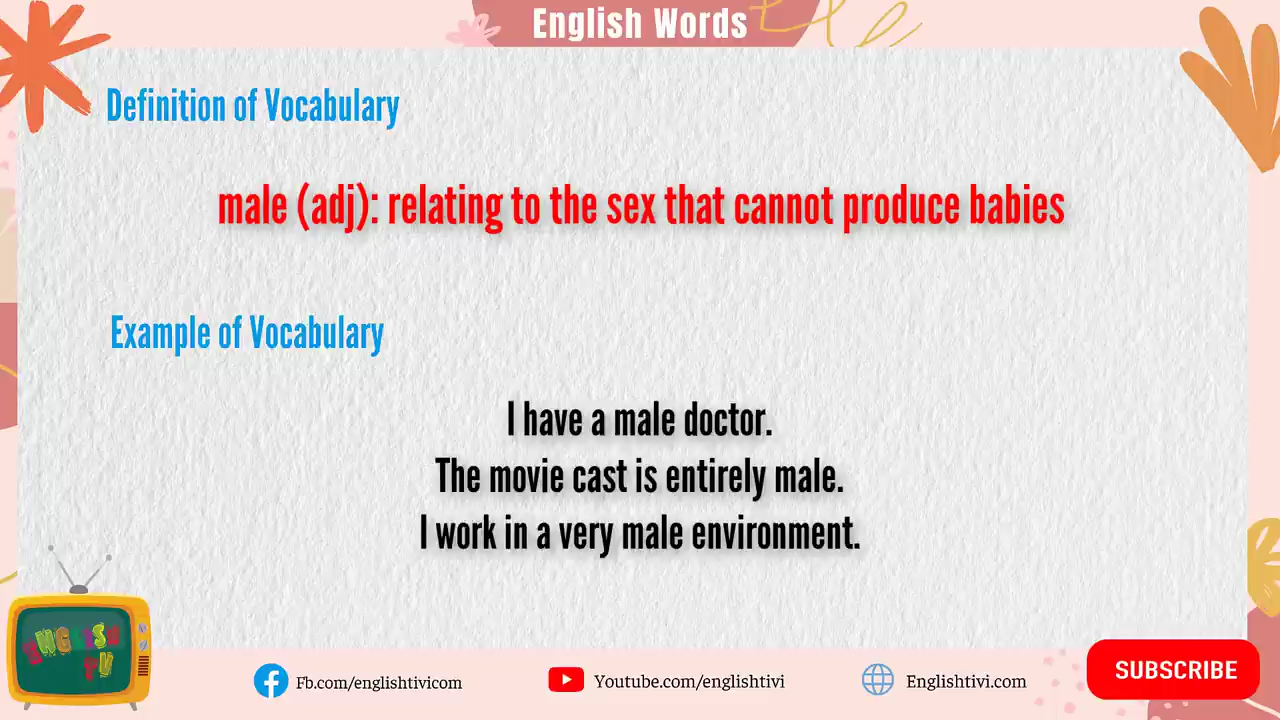 English Words
Definition of Vocabulary
male (adj): relating to the sex that cannot produce babies
Example of Vocabulary
I have a male doctor.
The movie cast is entirely male.
I work in a very male environment.
ENGLISH
TV
Fb.com/englishtivicom
Youtube.com/englishtivi
Englishtivi.com
SUBSCRIBE